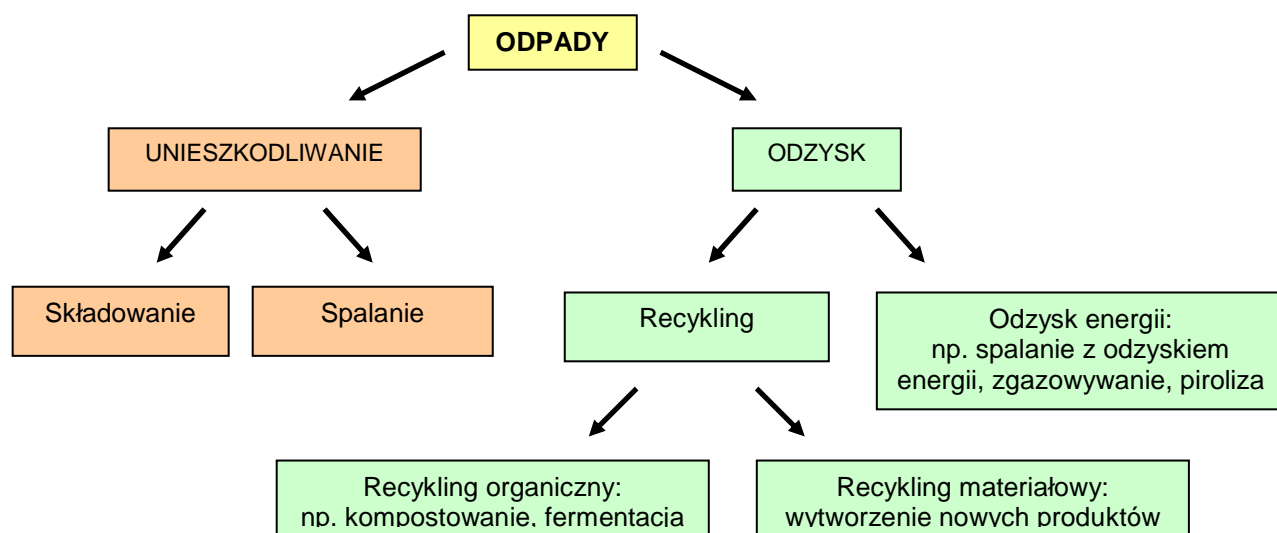 ODPADY
UNIESZKODLIWANIE
ODZYSK
Składowanie
Spalanie
Recykling
Odzysk energii:
np. spalanie z odzyskiem
energii, zgazowywanie, piroliza
Recykling organiczny:
np. kompostowanie, fermentacja
Recykling materiałowy:
wytworzenie nowych produktów